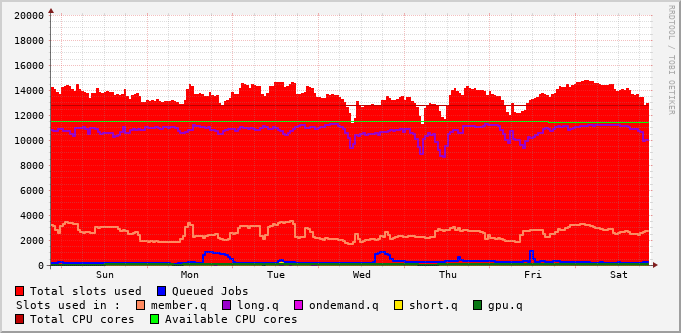 20000
18000
16000
14000
12000
10000
8000
6000
4000
2000
0
Sun Mon Tue Wed Thu Fri Sat
RRDTOOL / TOBI OETIKER
Total slots used Queued Jobs
Slots used in : member.q long.q ondemand.q short.q gpu.q
Total CPU cores Available CPU cores